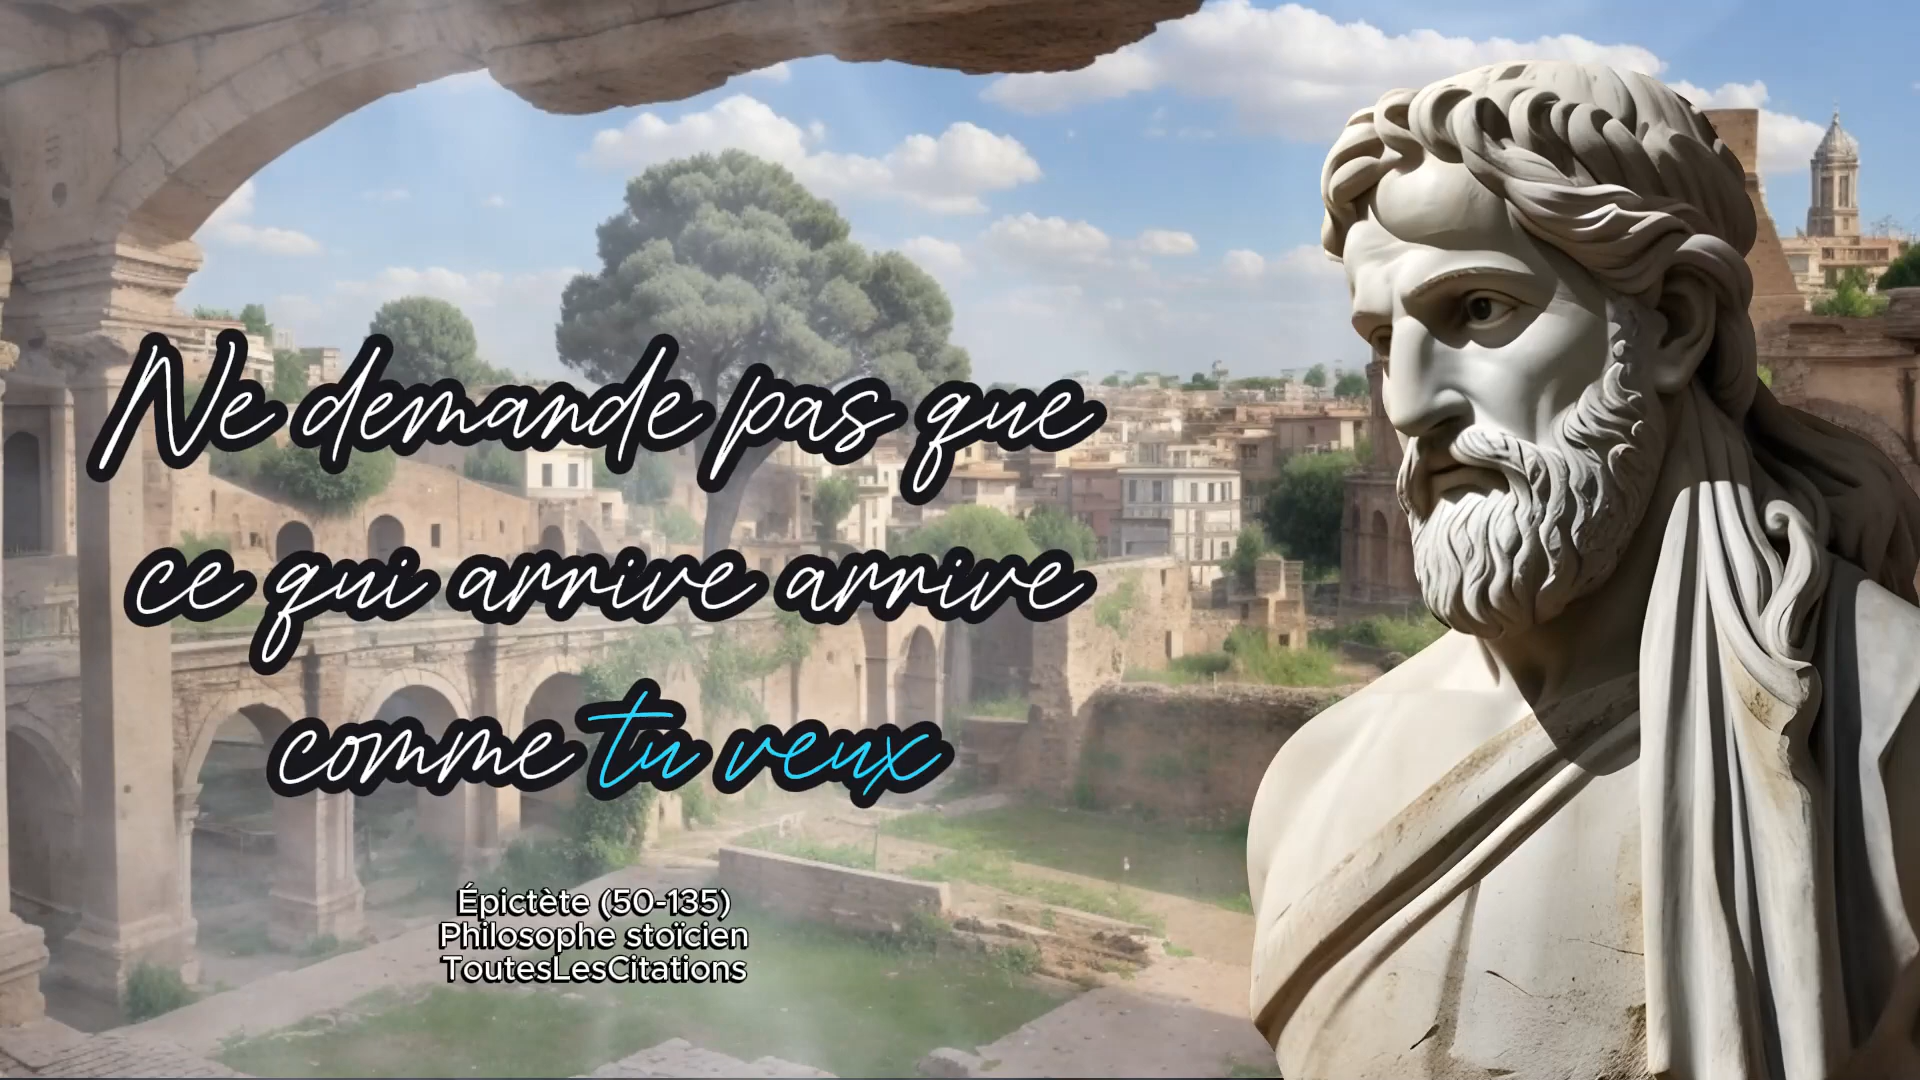 Ne demande pas que
ce qui arrive arrive
comme tu veux
Épictète (50-135)
Philosophe stoïcien
ToutesLesCitations